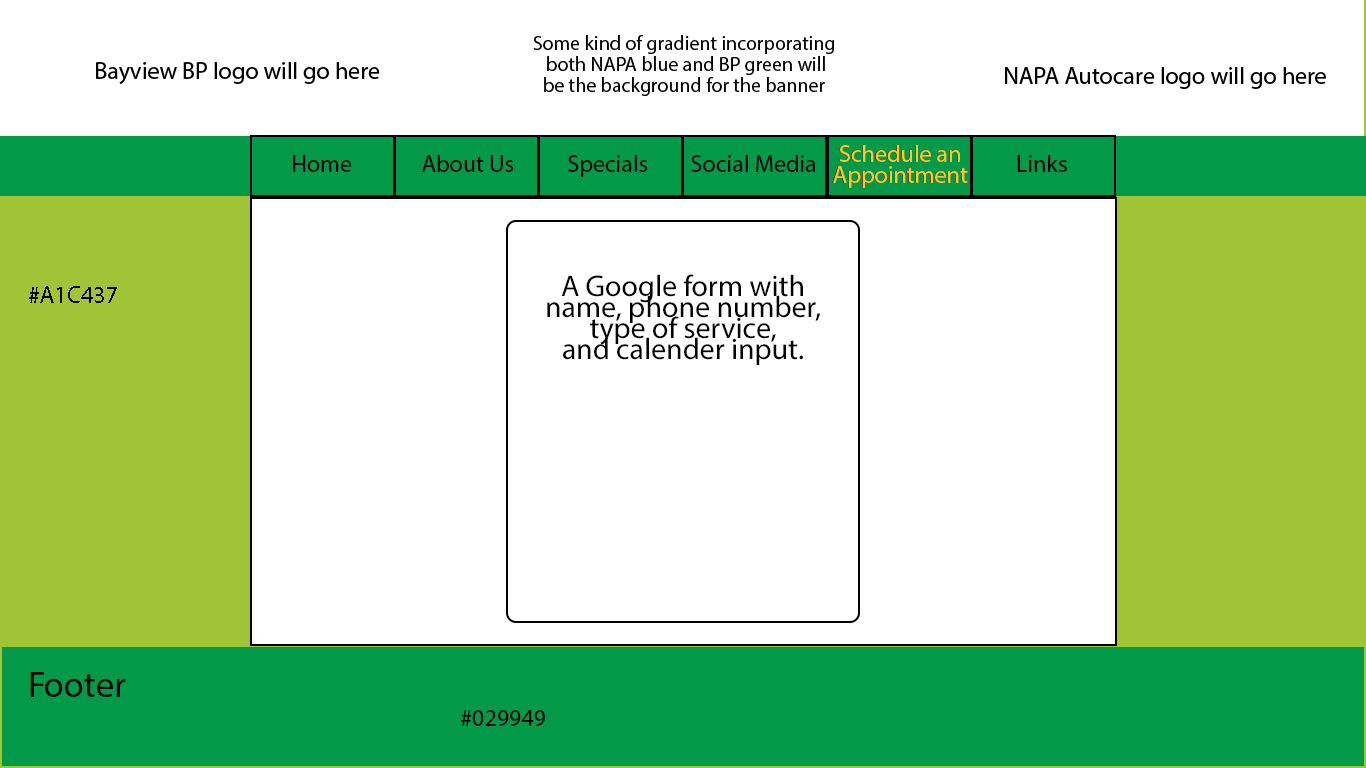 Bayview BP logo will go here
Some kind of gradient incorporating
both NAPA blue and BP green will
be the background for the banner
NAPA Autocare logo will go here
Home
About Us
Specials
Social Media
Schedule an
Appointment
Links
#A1C437
A Google form with
name, phone number,
type of service,
and calender input.
Footer
#029949